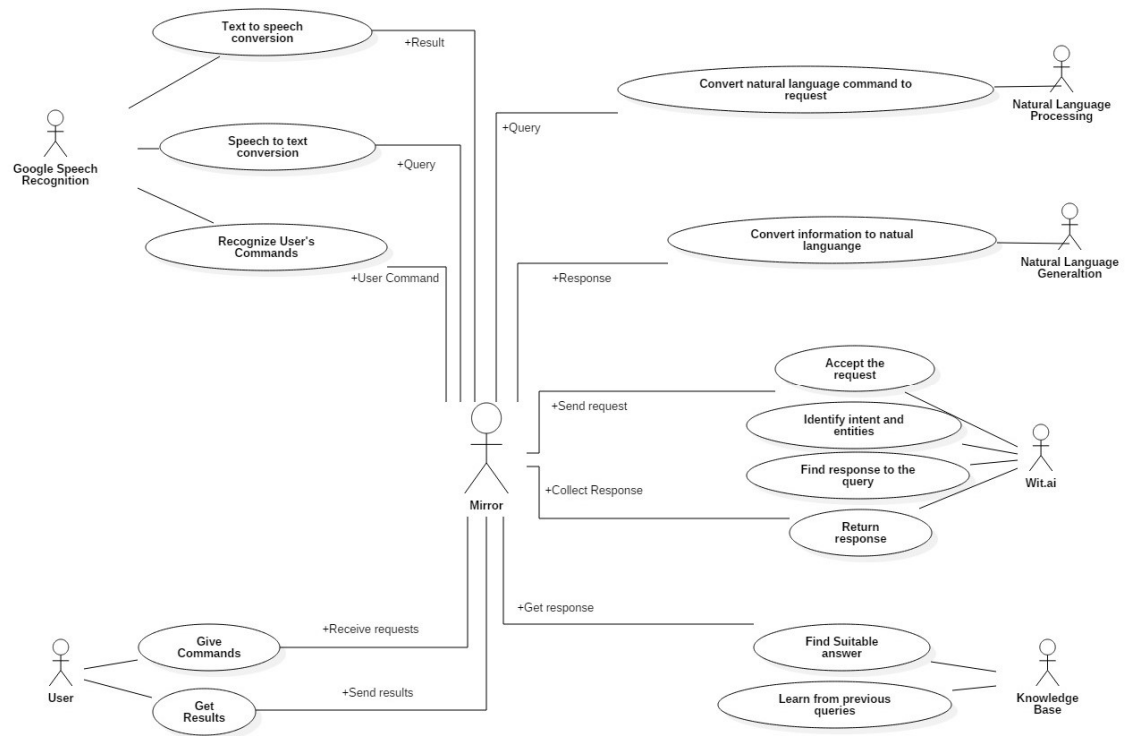 Text to speech
conversion
+Result
Convert natural language command to
request
Natural Language
Processing
+Query
Speech to text
conversion
+Query
Google Speech
Recognition
Recognize User's
Commands
+User Command
Convert information to natual
languange
Natural Language
Generaltion
+Response
Accept the
request
+Send request
Identify intent and
entities
Find response to the
query
Wit.ai
+Collect Response
Mirror
Return
response
+Get response
+Receive requests
Give
Commands
Find Suitable
answer
User
+Send results
Get
Results
Learn from previous
queries
Knowledge
Base